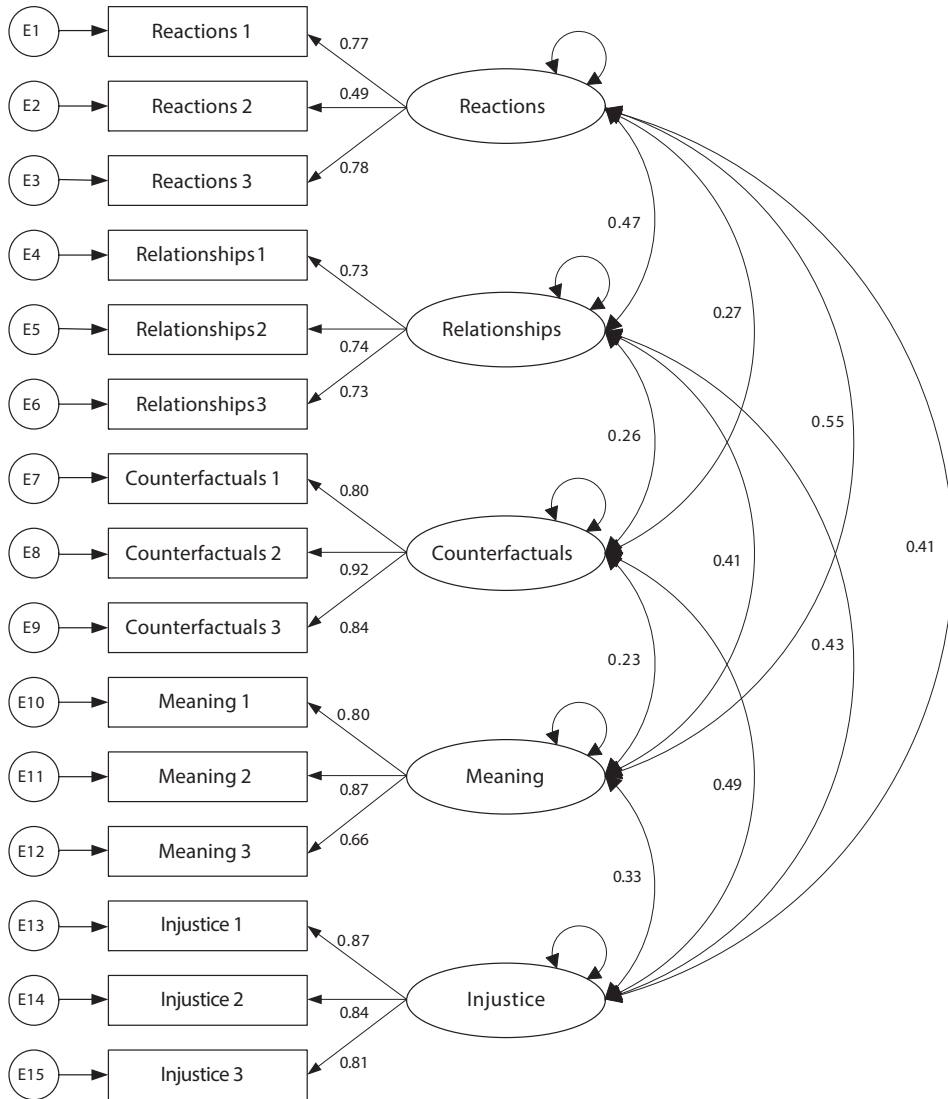 E1
Reactions 1
0.77
E2
Reactions 2
0.49
Reactions
E3
Reactions 3
0.78
0.47
E4
Relationships 1
0.73
E5
Relationships 2
0.74
Relationships
0.27
E6
Relationships 3
0.73
0.55
0.26
E7
Counterfactuals 1
0.80
E8
Counterfactuals 2
0.92
Counterfactuals
0.41
0.41
E9
Counterfactuals 3
0.84
0.23
0.43
E10
Meaning 1
0.80
E11
Meaning 2
0.87
Meaning
0.49
E12
Meaning 3
0.66
0.33
E13
Injustice 1
0.87
E14
Injustice 2
0.84
Injustice
E15
Injustice 3
0.81